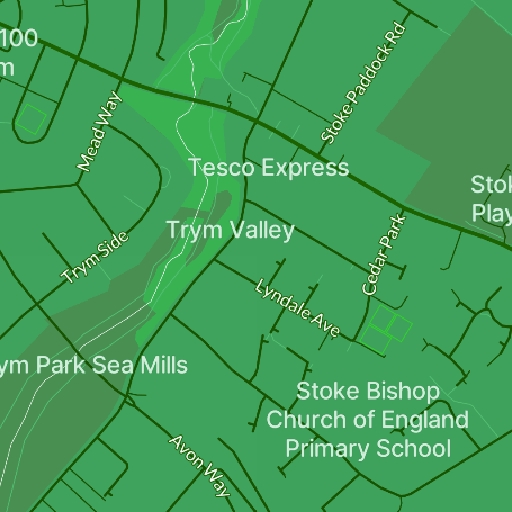 100
m
Stoke Paddock Rd
Mead Way
Tesco Express
Stok
Play
Trym Valley
Trym Side
Cedar Park
Lyndale Ave
ym Park Sea Mills
Stoke Bishop
Church of England
Primary School
Avon Way